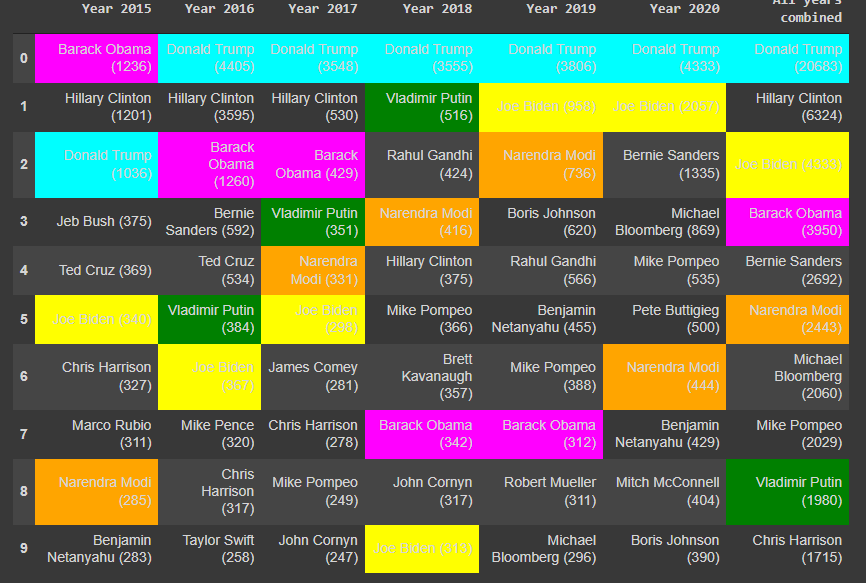 Year 2015
Year 2016
Year 2017
Year 2018
Year 2019
Year 2020
All years
combined
0
Barack Obama
(1236)
Donald Trump
(4405)
Donald Trump
(3548)
Donald Trump
(3555)
Donald Trump
(3806)
Donald Trump
(4333)
Donald Trump
(20683)
1
Hillary Clinton
(1201)
Hillary Clinton
(3595)
Hillary Clinton
(530)
Vladimir Putin
(516)
Joe Biden (958)
Joe Biden (2057)
Hillary Clinton
(6324)
2
Donald Trump
(1036)
Barack
Obama
(1260)
Barack
Obama (429)
Rahul Gandhi
(424)
Narendra Modi
(736)
Bernie Sanders
(1335)
Joe Biden (4333)
3
Jeb Bush (375)
Bernie
Sanders (592)
Vladimir Putin
(351)
Narendra Modi
(416)
Boris Johnson
(620)
Michael
Bloomberg (869)
Barack Obama
(3950)
4
Ted Cruz (369)
Ted Cruz
(534)
Narendra
Modi (331)
Hillary Clinton
(375)
Rahul Gandhi
(566)
Mike Pompeo
(535)
Bernie Sanders
(2692)
5
Joe Biden (340)
Vladimir Putin
(384)
Joe Biden
(298)
Mike Pompeo
(366)
Benjamin
Netanyahu (455)
Pete Buttigieg
(500)
Narendra Modi
(2443)
6
Chris Harrison
(327)
Joe Biden
(367)
James Comey
(281)
Brett
Kavanaugh
(357)
Mike Pompeo
(388)
Narendra Modi
(444)
Michael
Bloomberg
(2060)
7
Marco Rubio
(311)
Mike Pence
(320)
Chris Harrison
(278)
Barack Obama
(342)
Barack Obama
(312)
Benjamin
Netanyahu (429)
Mike Pompeo
(2029)
8
Narendra Modi
(285)
Chris
Harrison
(317)
Mike Pompeo
(249)
John Cornyn
(317)
Robert Mueller
(311)
Mitch McConnell
(404)
Vladimir Putin
(1980)
9
Benjamin
Netanyahu (283)
Taylor Swift
(258)
John Cornyn
(247)
Joe Biden (313)
Michael
Bloomberg (296)
Boris Johnson
(390)
Chris Harrison
(1715)